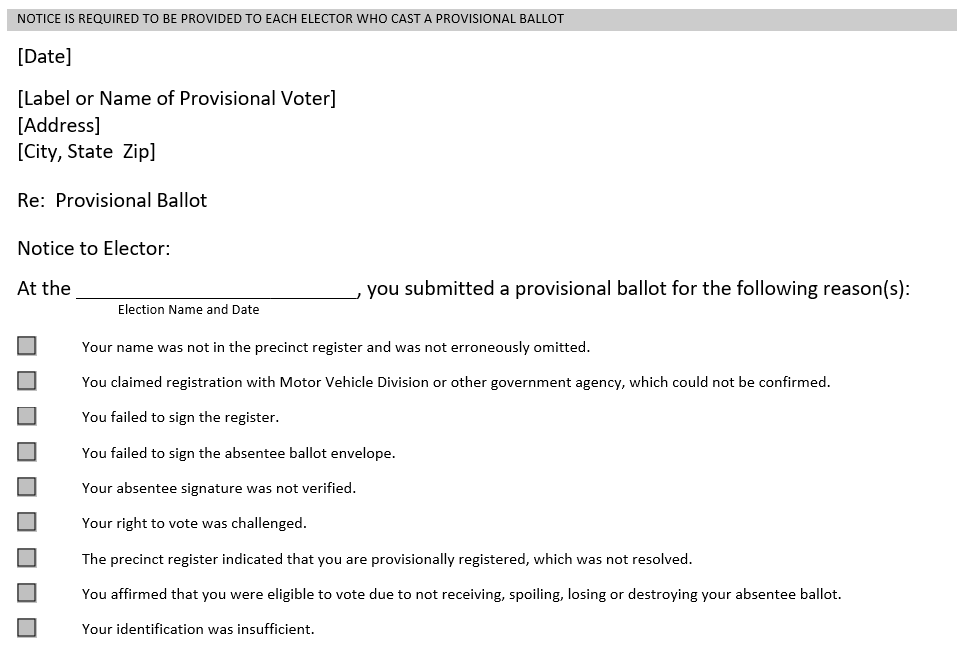 NOTICE IS REQUIRED TO BE PROVIDED TO EACH ELECTOR WHO CAST A PROVISIONAL BALLOT
[Date]
[Label or Name of Provisional Voter]
[Address]
[City, State  Zip]
Re:  Provisional Ballot
Notice to Elector:
At the ___________________________, you submitted a provisional ballot for the following reason(s):
Election Name and Date
Your name was not in the precinct register and was not erroneously omitted.
You claimed registration with Motor Vehicle Division or other government agency, which could not be confirmed.
You failed to sign the register.
You failed to sign the absentee ballot envelope.
Your absentee signature was not verified.
Your right to vote was challenged.
The precinct register indicated that you are provisionally registered, which was not resolved.
You affirmed that you were eligible to vote due to not receiving, spoiling, losing or destroying your absentee ballot.
Your identification was insufficient.